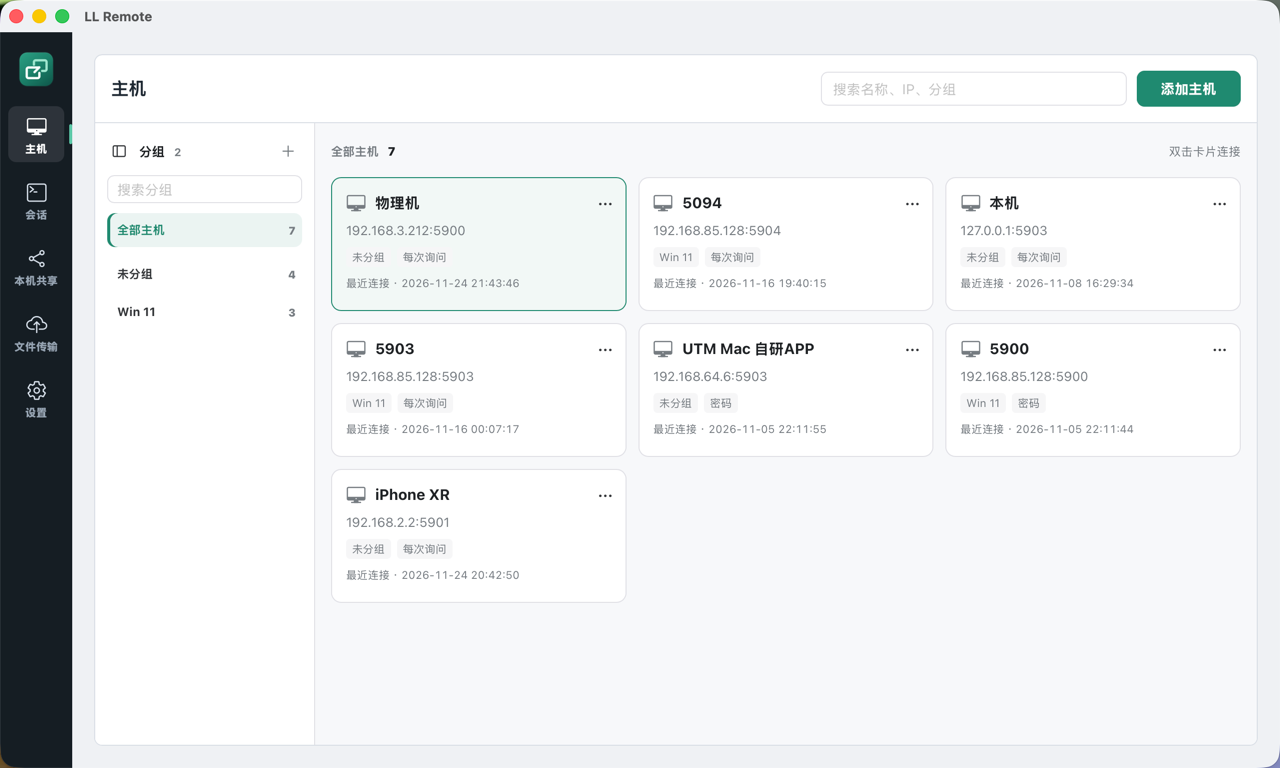 LL Remote
主机
会话
本机共享
文件传输
设置
主机
搜索名称、IP、分组
添加主机
分组 2
搜索分组
全部主机 7
未分组 4
Win 11 3
全部主机 7
双击卡片连接
物理机
192.168.3.212:5900
未分组 每次询问
最近连接 · 2026-11-24 21:43:46
5094
192.168.85.128:5904
Win 11 每次询问
最近连接 · 2026-11-16 19:40:15
本机
127.0.0.1:5903
未分组 每次询问
最近连接 · 2026-11-08 16:29:34
5903
192.168.85.128:5903
Win 11 每次询问
最近连接 · 2026-11-16 00:07:17
UTM Mac 自研APP
192.168.64.6:5903
未分组 密码
最近连接 · 2026-11-05 22:11:55
5900
192.168.85.128:5900
Win 11 密码
最近连接 · 2026-11-05 22:11:44
iPhone XR
192.168.2.2:5901
未分组 每次询问
最近连接 · 2026-11-24 20:42:50